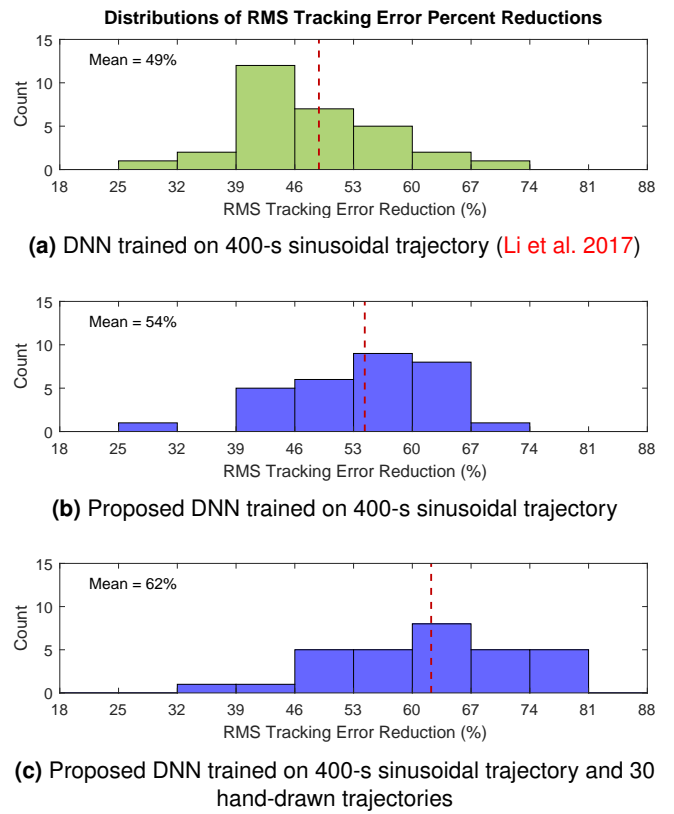 Distributions of RMS Tracking Error Percent Reductions
15
10
5
0
Count
Mean = 49%
18 25 32 39 46 53 60 67 74 81 88
RMS Tracking Error Reduction (%)
(a) DNN trained on 400-s sinusoidal trajectory (Li et al. 2017)
15
10
5
0
Count
Mean = 54%
18 25 32 39 46 53 60 67 74 81 88
RMS Tracking Error Reduction (%)
(b) Proposed DNN trained on 400-s sinusoidal trajectory
15
10
5
0
Count
Mean = 62%
18 25 32 39 46 53 60 67 74 81 88
RMS Tracking Error Reduction (%)
(c) Proposed DNN trained on 400-s sinusoidal trajectory and 30
hand-drawn trajectories